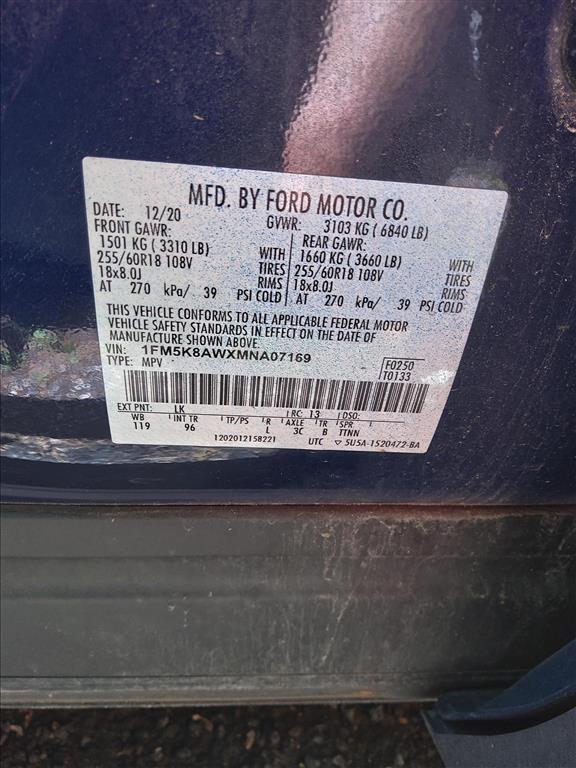 MFD. BY FORD MOTOR CO.
DATE: 12/20 GVWR: 3103 KG ( 6840 LB)
FRONT GAWR: REAR GAWR:
1501 KG ( 3310 LB) WITH 1660 KG ( 3660 LB) WITH
255/60R18 108V TIRES 255/60R18 108V TIRES
18x8.0J RIMS 18x8.0J RIMS
AT 270 kPa/ 39 PSI COLD AT 270 kPa/ 39 PSI COLD
THIS VEHICLE CONFORMS TO ALL APPLICABLE FEDERAL MOTOR
VEHICLE SAFETY STANDARDS IN EFFECT ON THE DATE OF
MANUFACTURE SHOWN ABOVE.
VIN: 1FM5K8AWXMNA07169 F0250
TYPE: MPV T0133
EXT PNT: LK RC: 13 DSO:
WB INT TR TP/PS R AXLE TR SPR
119 96 L 3C B TTNN
1202012158221 UTC ▽ 5U5A-1520472-BA